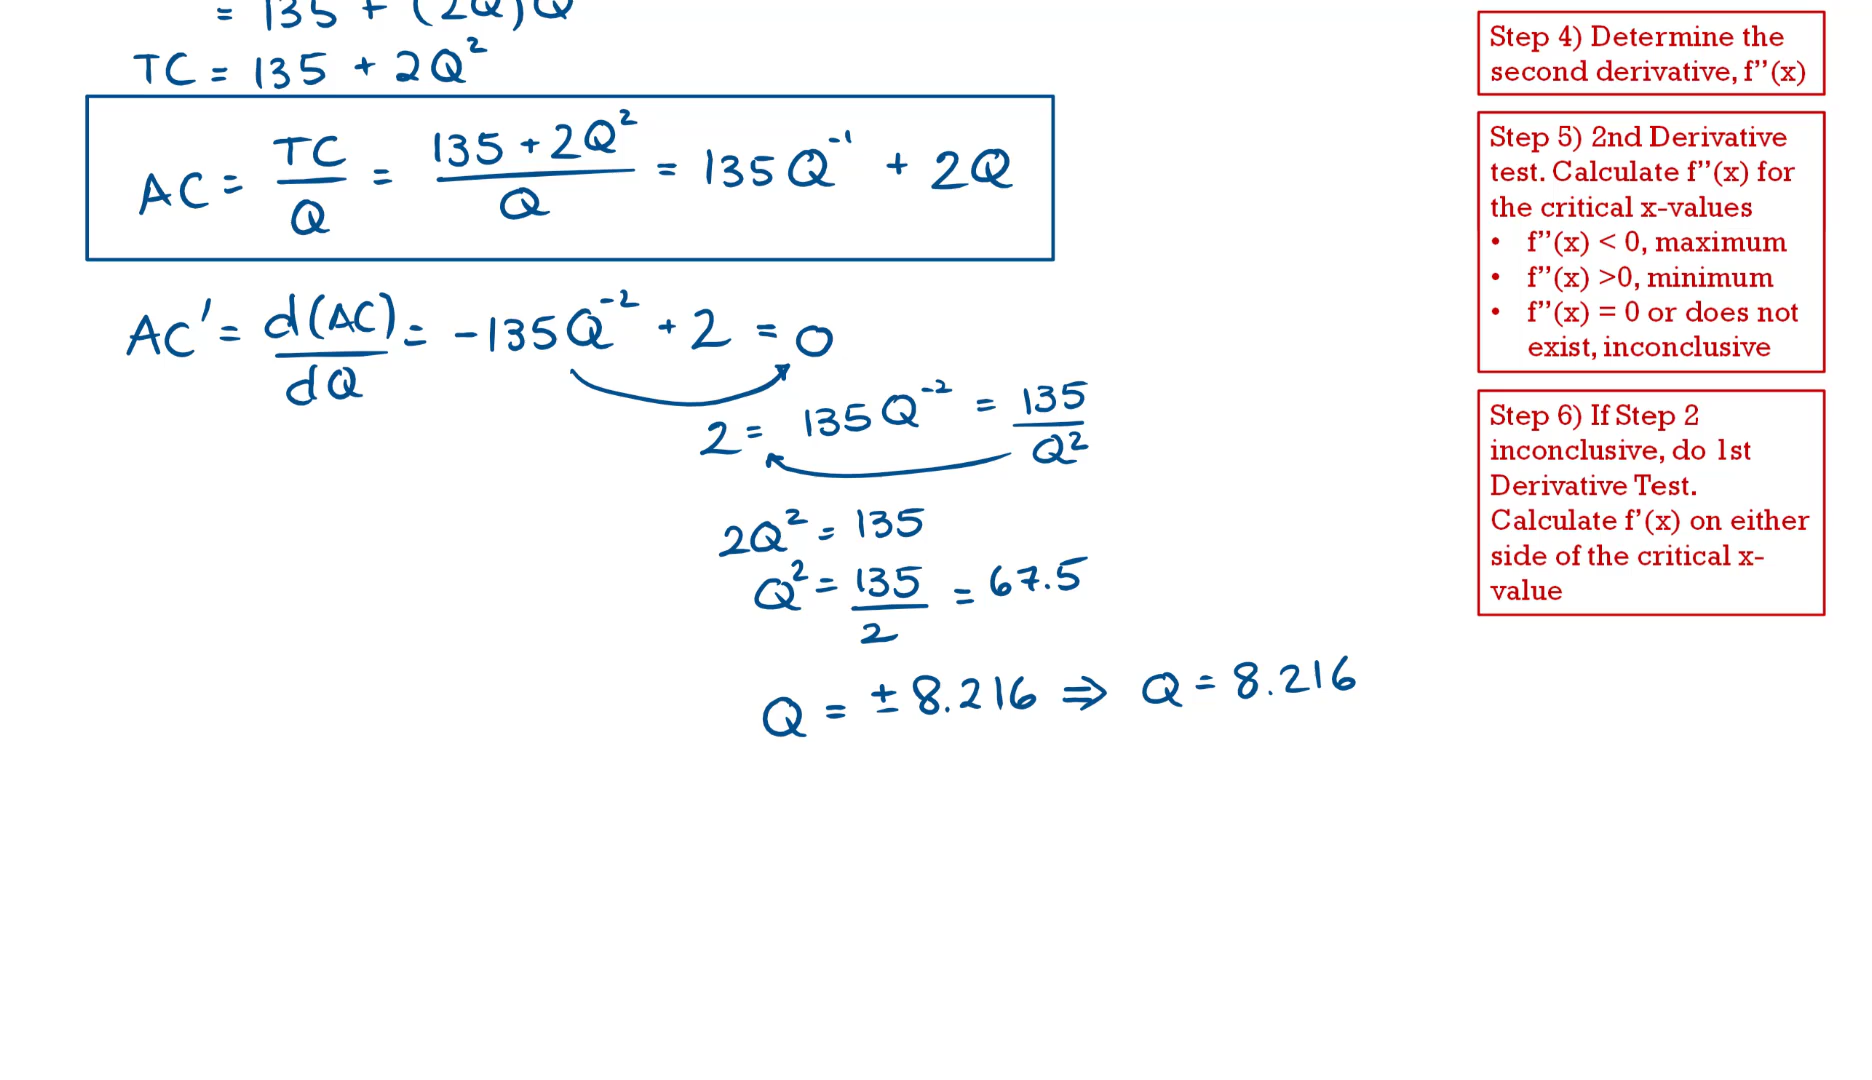 = 135 + (2Q)Q
TC = 135 + 2Q²
AC = TC/Q = (135 + 2Q²)/Q = 135Q⁻¹ + 2Q
AC' = d(AC)/dQ = -135Q⁻² + 2 = 0
2 = 135Q⁻² = 135/Q²
2Q² = 135
Q² = 135/2 = 67.5
Q = ± 8.216 ⇒ Q = 8.216
Step 4) Determine the
second derivative, f”(x)
Step 5) 2nd Derivative
test. Calculate f”(x) for
the critical x-values
• f”(x) < 0, maximum
• f”(x) >0, minimum
• f”(x) = 0 or does not
exist, inconclusive
Step 6) If Step 2
inconclusive, do 1st
Derivative Test.
Calculate f’(x) on either
side of the critical x-
value